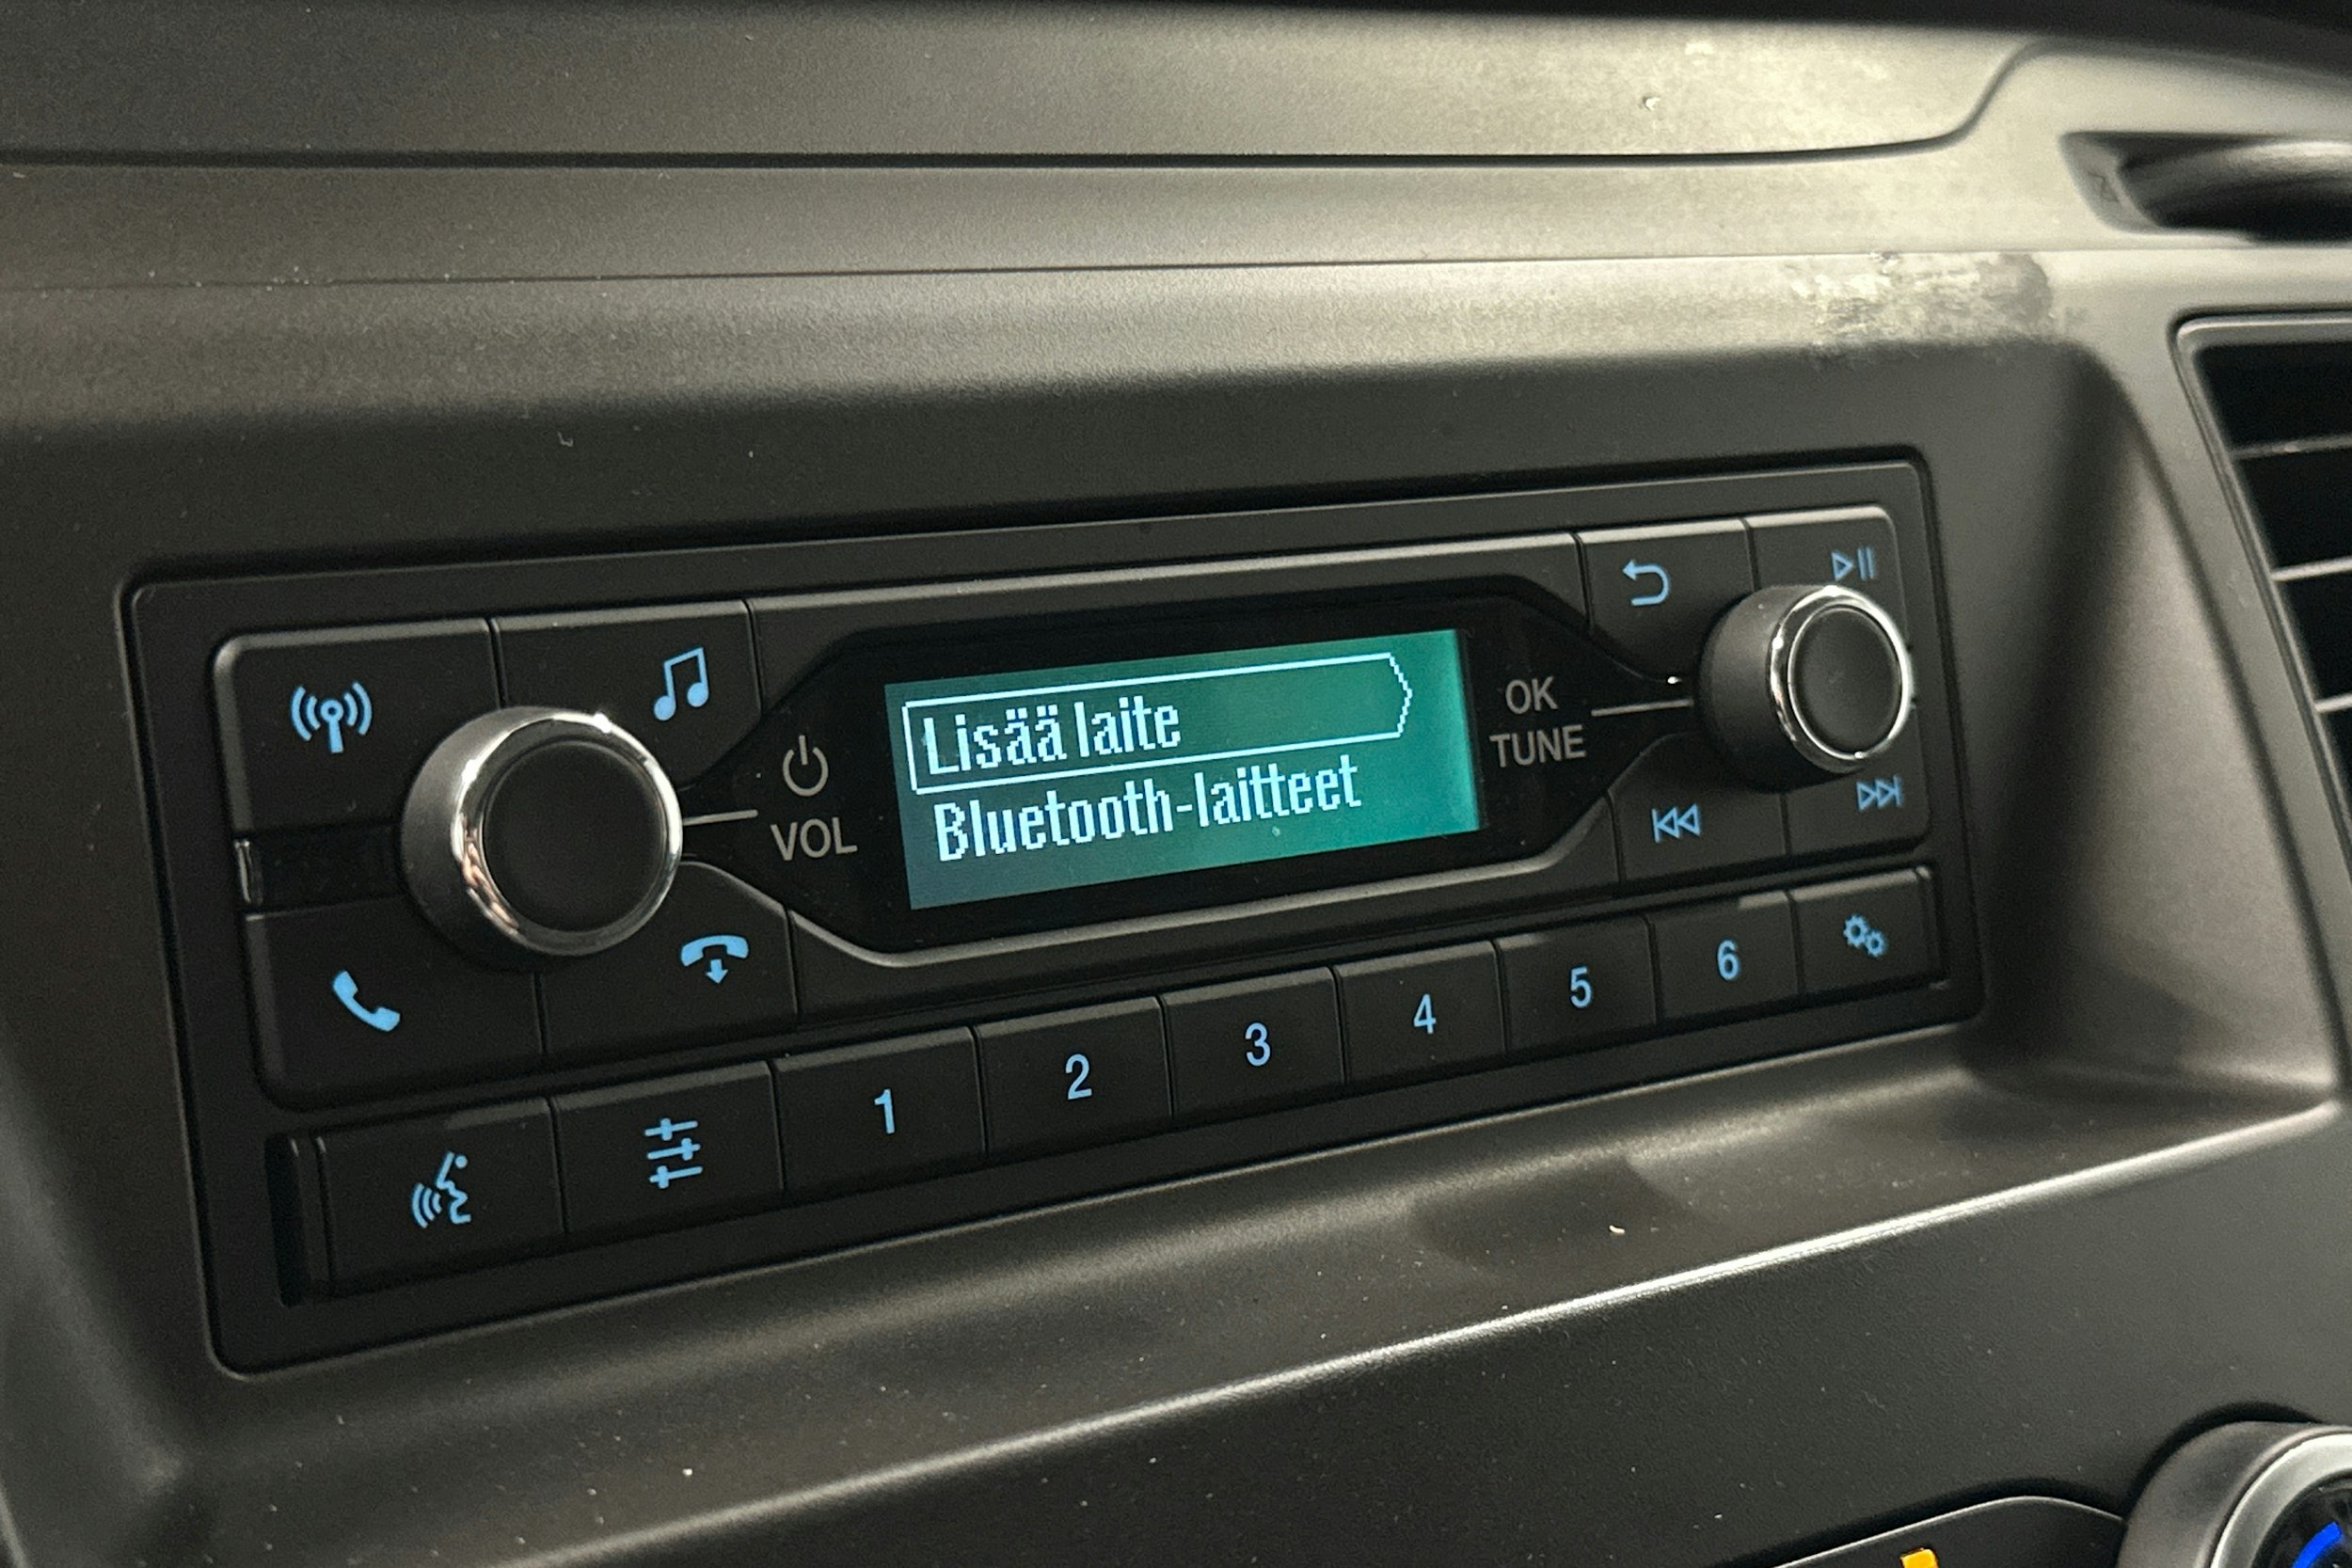 Lisää laite
Bluetooth-laitteet
VOL
OK
TUNE
1
2
3
4
5
6